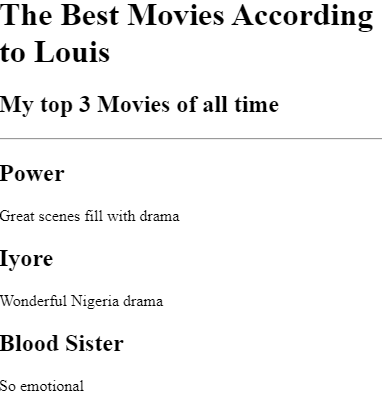 The Best Movies According
to Louis
My top 3 Movies of all time
Power
Great scenes fill with drama
Iyore
Wonderful Nigeria drama
Blood Sister
So emotional